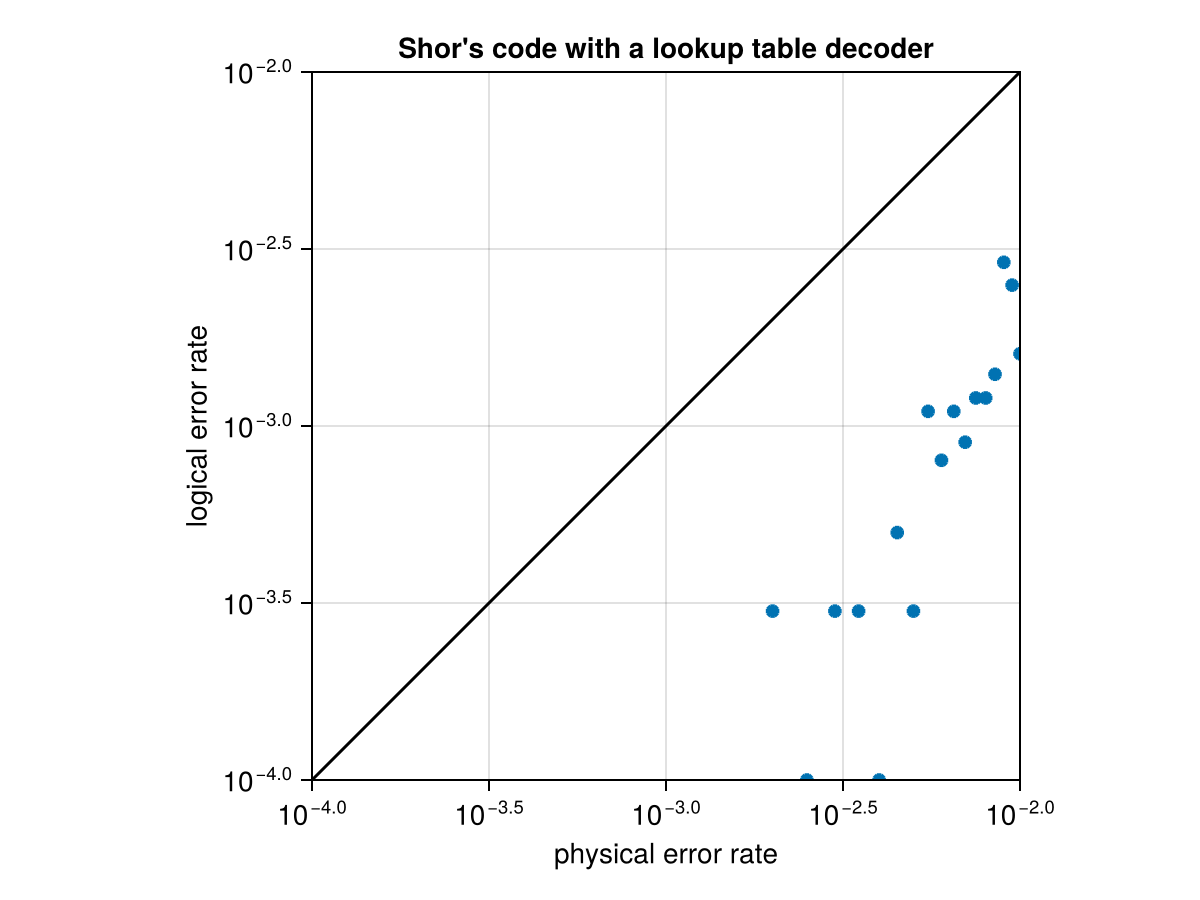 Shor's code with a lookup table decoder
10⁻²·⁰
10⁻²·⁵
10⁻³·⁰
10⁻³·⁵
10⁻⁴·⁰
logical error rate
10⁻⁴·⁰ 10⁻³·⁵ 10⁻³·⁰ 10⁻²·⁵ 10⁻²·⁰
physical error rate